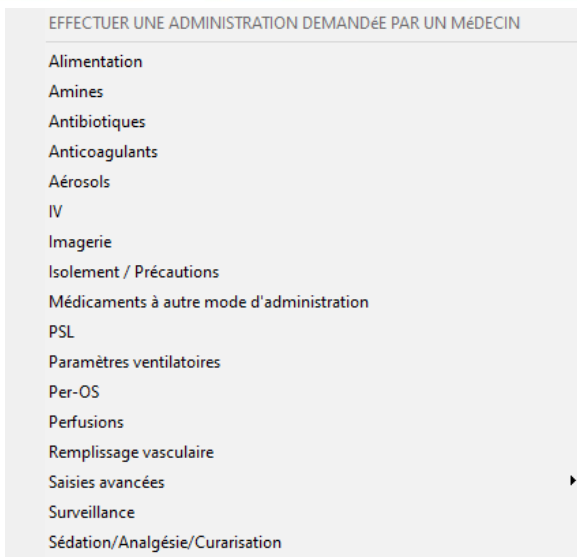 EFFECTUER UNE ADMINISTRATION DEMANDéE PAR UN MéDECIN
Alimentation
Amines
Antibiotiques
Anticoagulants
Aérosols
IV
Imagerie
Isolement / Précautions
Médicaments à autre mode d'administration
PSL
Paramètres ventilatoires
Per-OS
Perfusions
Remplissage vasculaire
Saisies avancées
Surveillance
Sédation/Analgésie/Curarisation